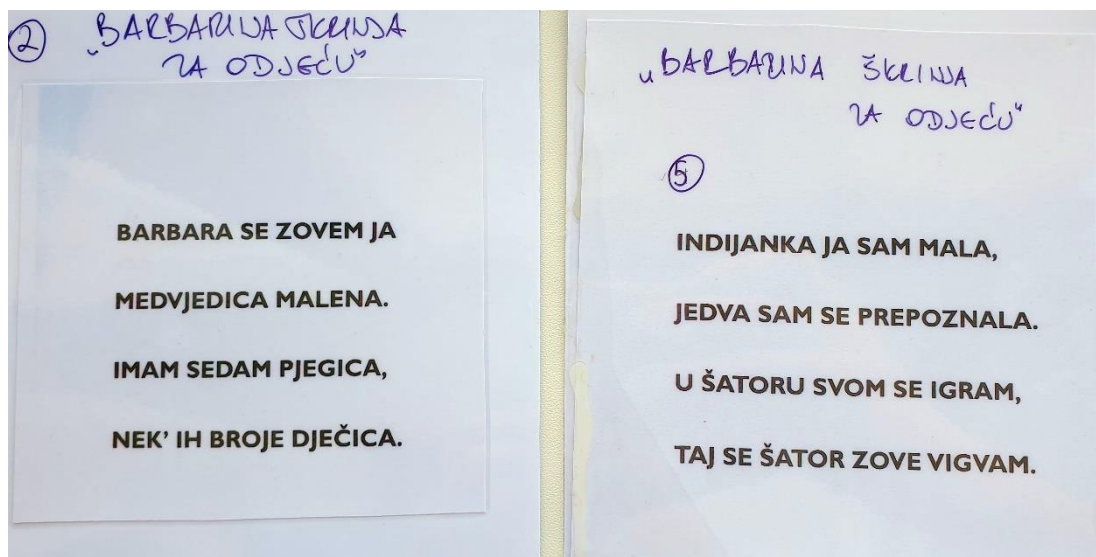 ② „BARBARINA ŠKRINJA
ZA ODJEĆU“
BARBARA SE ZOVEM JA
MEDVJEDICA MALENA.
IMAM SEDAM PJEGICA,
NEK’ IH BROJE DJEČICA.
„BARBARINA ŠKRINJA
ZA ODJEĆU“
⑤
INDIJANKA JA SAM MALA,
JEDVA SAM SE PREPOZNALA.
U ŠATORU SVOM SE IGRAM,
TAJ SE ŠATOR ZOVE VIGVAM.